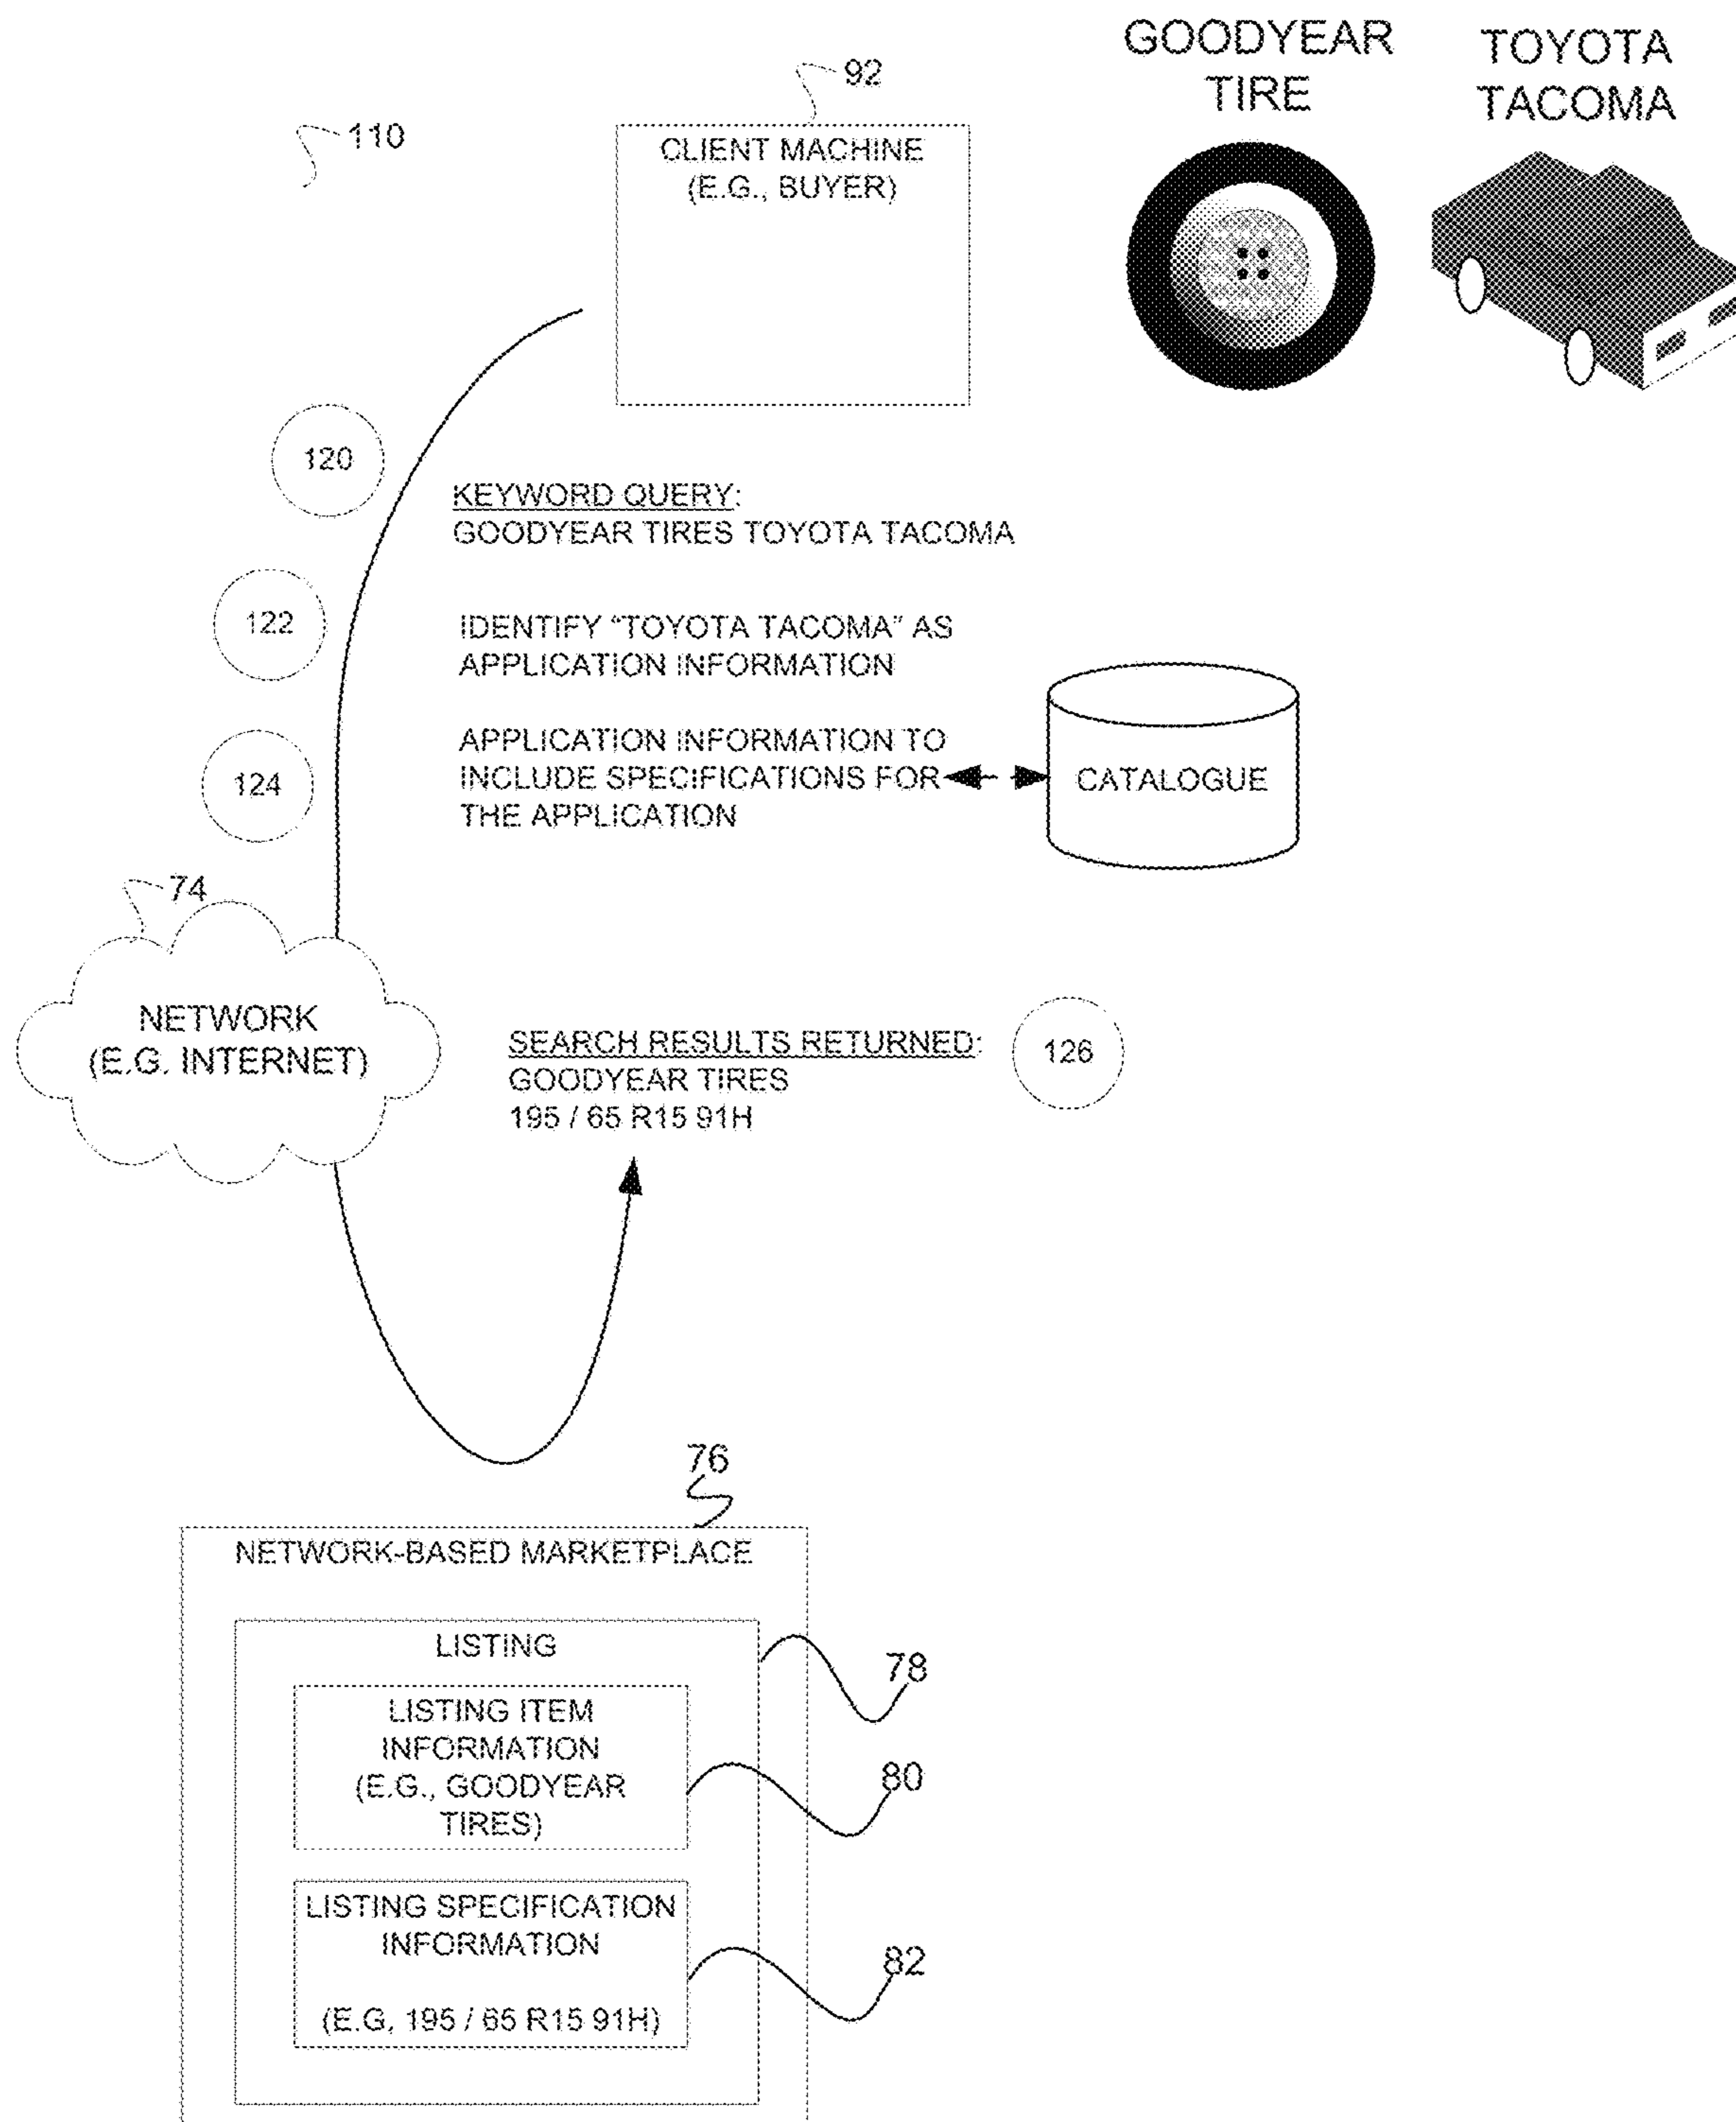 GOODYEAR
TIRE
TOYOTA
TACOMA
92
110
CLIENT MACHINE
(E.G., BUYER)
120
KEYWORD QUERY:
GOODYEAR TIRES TOYOTA TACOMA
122
IDENTIFY “TOYOTA TACOMA” AS
APPLICATION INFORMATION
124
APPLICATION INFORMATION TO
INCLUDE SPECIFICATIONS FOR
THE APPLICATION
CATALOGUE
74
NETWORK
(E.G. INTERNET)
SEARCH RESULTS RETURNED:
GOODYEAR TIRES
195 / 65 R15 91H
126
76
NETWORK-BASED MARKETPLACE
LISTING
78
LISTING ITEM
INFORMATION
(E.G., GOODYEAR
TIRES)
80
LISTING SPECIFICATION
INFORMATION
(E.G, 195 / 65 R15 91H)
82